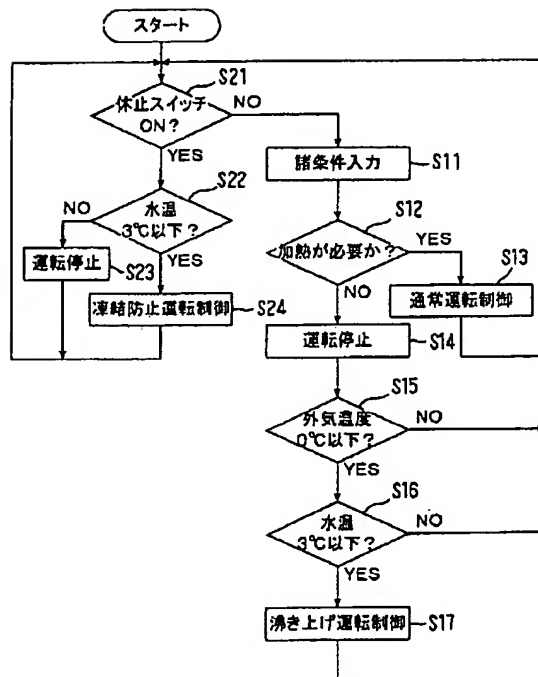 スタート
S21
休止スイッチ
ON?
NO
YES
S22
水温
3℃以下?
NO
YES
運転停止
S23
凍結防止運転制御
S24
諸条件入力
S11
S12
加熱が必要か?
YES
NO
S13
通常運転制御
運転停止
S14
S15
外気温度
0℃以下?
NO
YES
S16
水温
3℃以下?
NO
YES
沸き上げ運転制御
S17